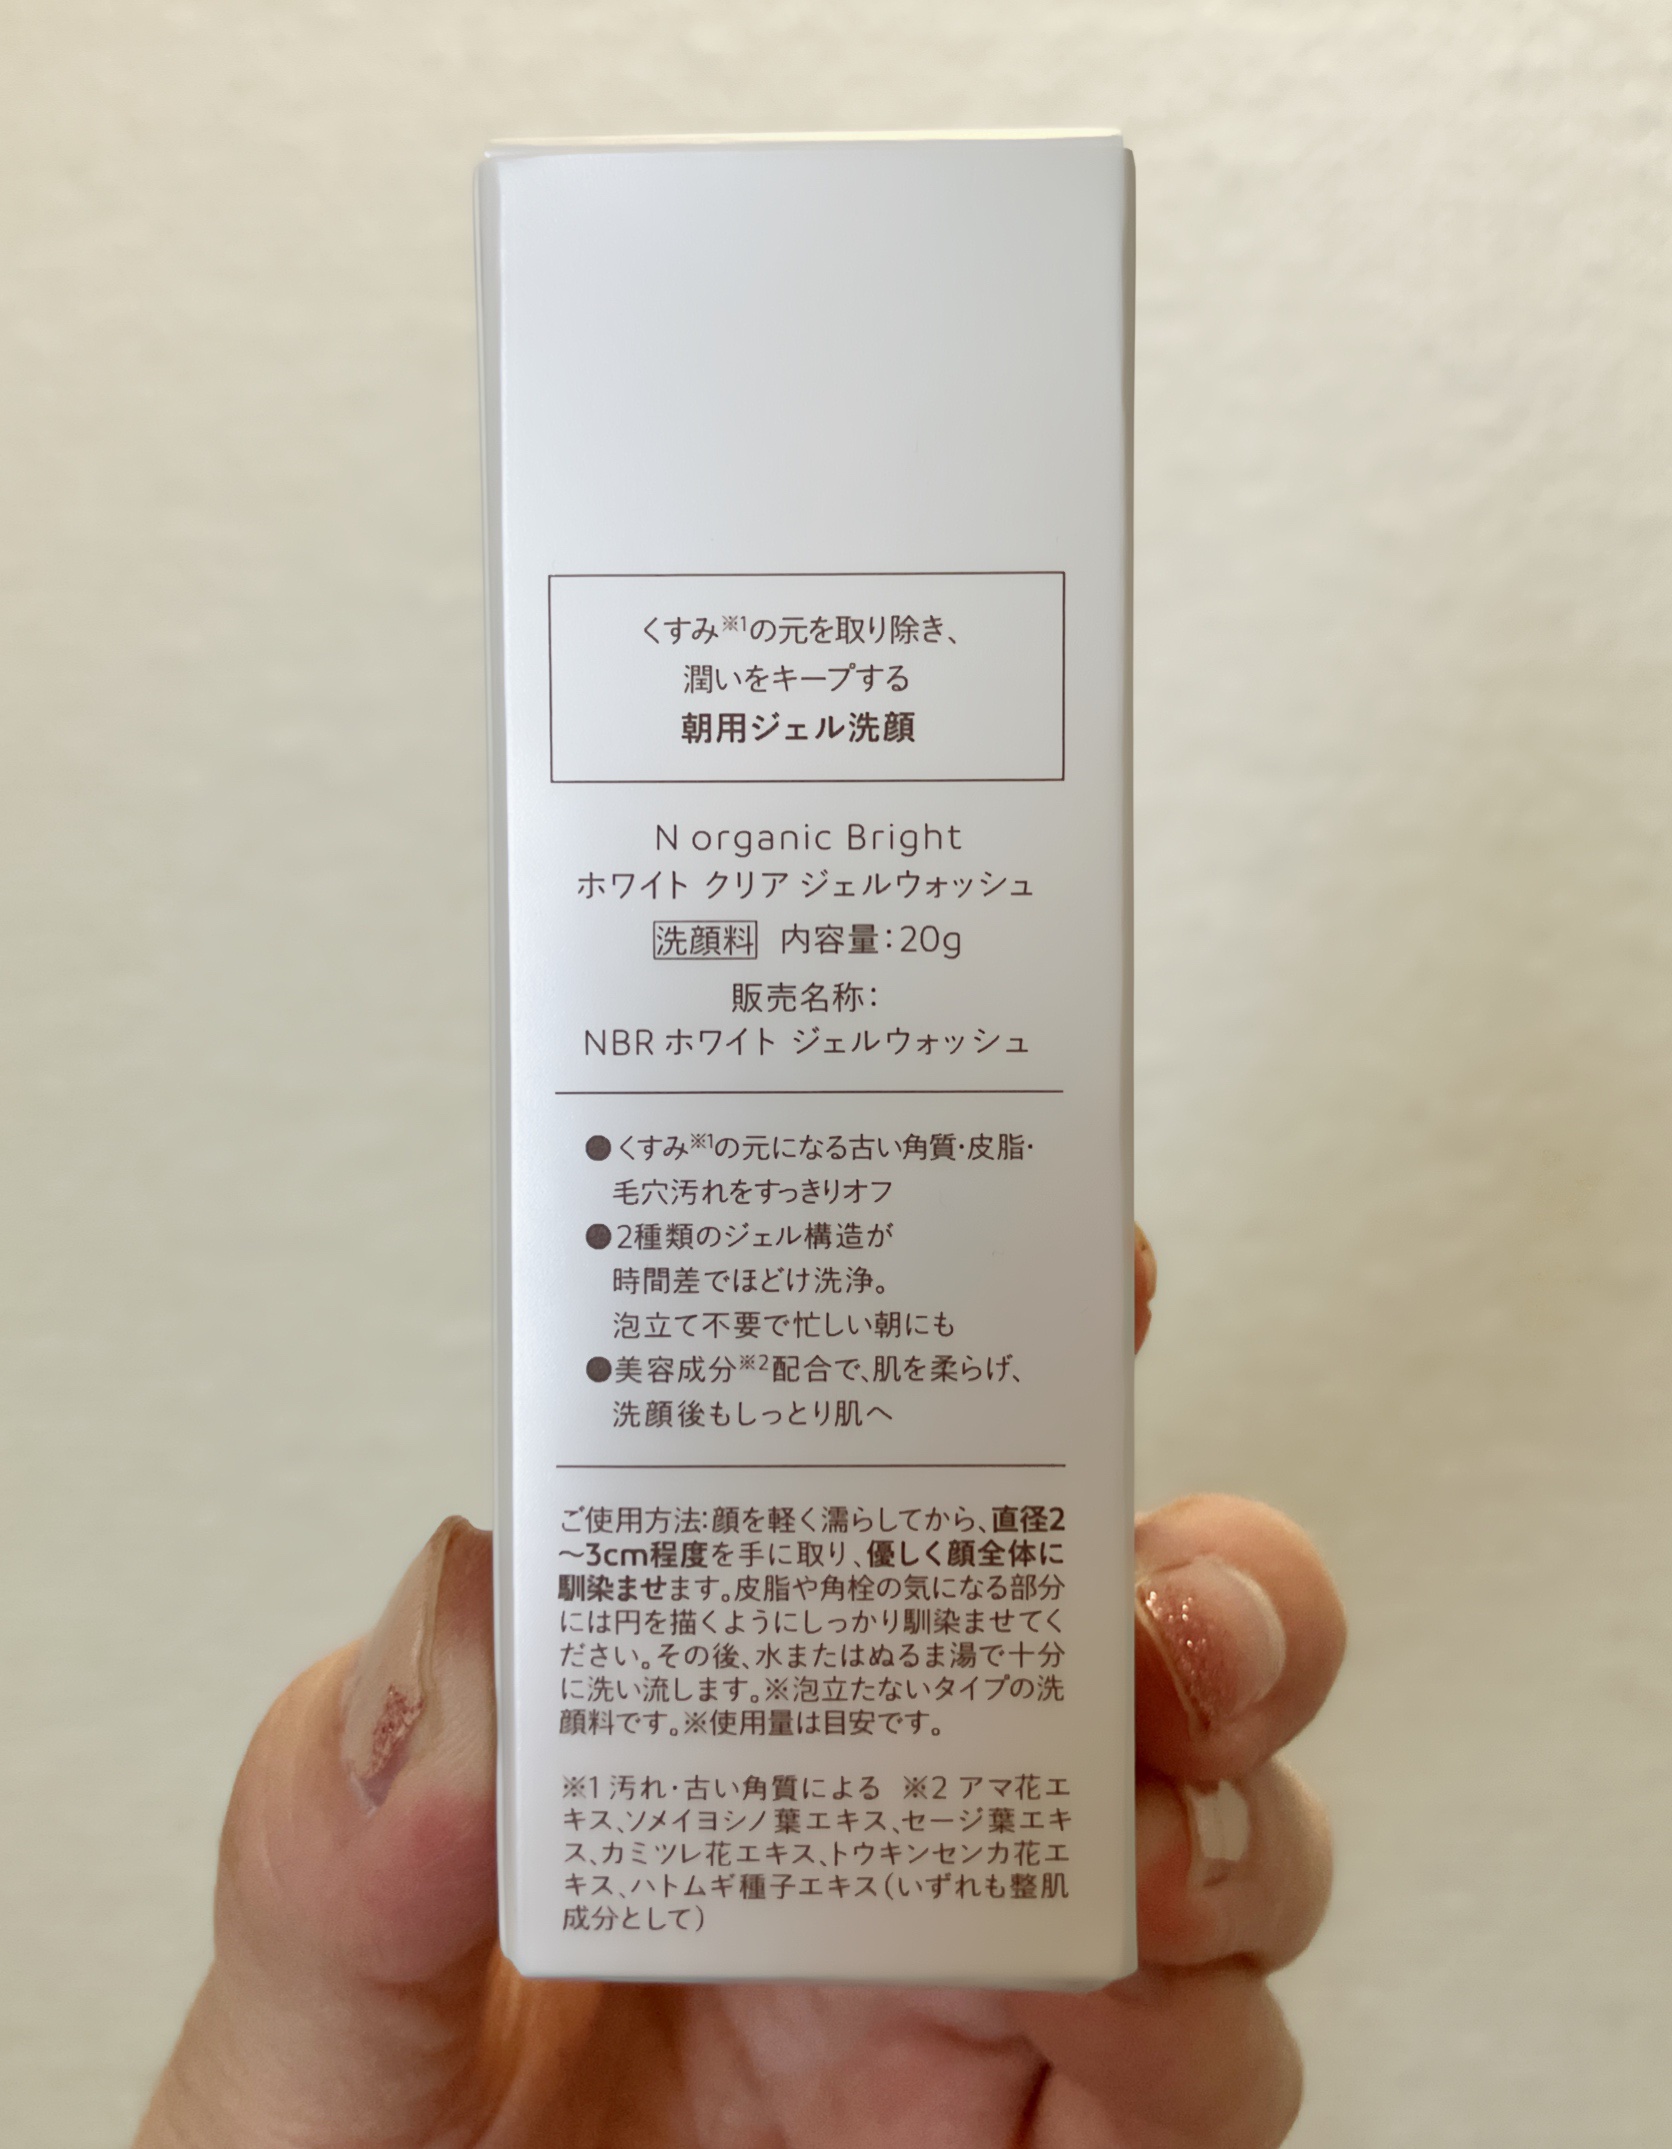 くすみ※1の元を取り除き、
潤いをキープする
朝用ジェル洗顔
N organic Bright
ホワイト クリア ジェルウォッシュ
洗顔料 内容量：20g
販売名称：
NBR ホワイト ジェルウォッシュ
●くすみ※1の元になる古い角質・皮脂・
毛穴汚れをすっきりオフ
●2種類のジェル構造が
時間差でほどけ洗浄。
泡立て不要で忙しい朝にも
●美容成分※2配合で、肌を柔らげ、
洗顔後もしっとり肌へ
ご使用方法：顔を軽く濡らしてから、直径2
～3cm程度を手に取り、優しく顔全体に
馴染ませます。皮脂や角栓の気になる部分
には円を描くようにしっかり馴染ませてく
ださい。その後、水またはぬるま湯で十分
に洗い流します。※泡立たないタイプの洗
顔料です。※使用量は目安です。
※1 汚れ・古い角質による ※2 アマ花エ
キス、ソメイヨシノ葉エキス、セージ葉エキ
ス、カミツレ花エキス、トウキンセンカ花エ
キス、ハトムギ種子エキス（いずれも整肌
成分として）